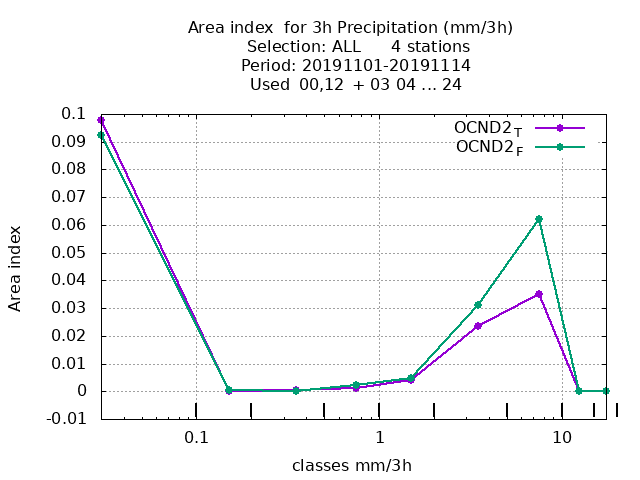 Area index  for 3h Precipitation (mm/3h)
Selection: ALL      4 stations
Period: 20191101-20191114
Used  00,12  + 03 04 ... 24
OCND2_T
OCND2_F
0.1
0.09
0.08
0.07
0.06
0.05
0.04
0.03
0.02
0.01
0
-0.01
Area index
0.1 1 10
classes mm/3h